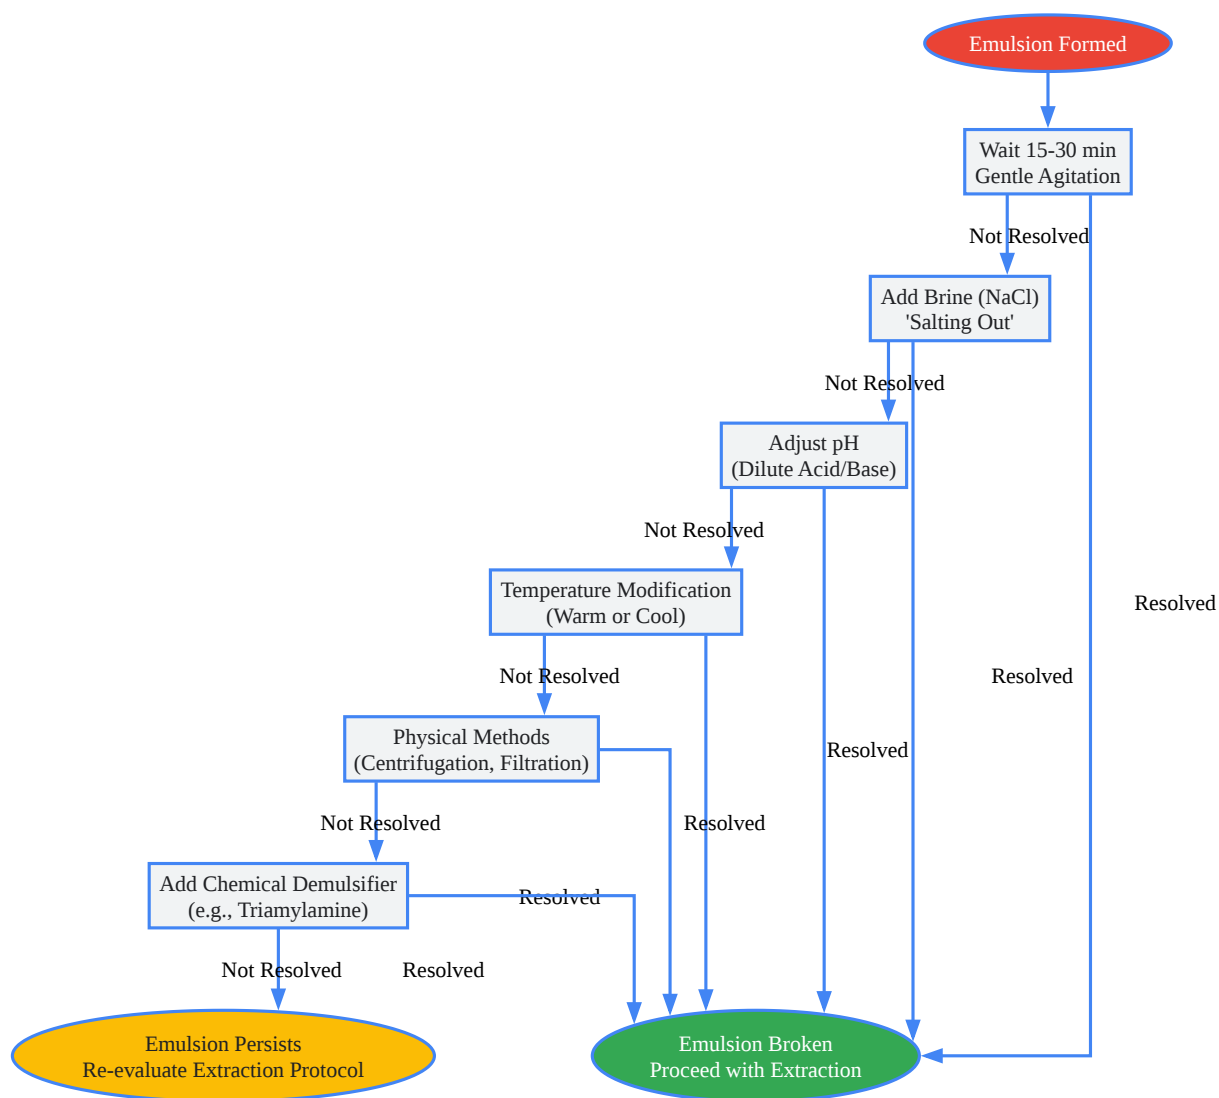 Emulsion Formed
Wait 15-30 min
Gentle Agitation
Not Resolved
Add Brine (NaCl)
'Salting Out'
Not Resolved
Adjust pH
(Dilute Acid/Base)
Not Resolved
Temperature Modification
(Warm or Cool)
Resolved
Not Resolved
Resolved
Physical Methods
(Centrifugation, Filtration)
Resolved
Not Resolved
Resolved
Add Chemical Demulsifier
(e.g., Triamylamine)
Resolved
Not Resolved
Resolved
Emulsion Persists
Re-evaluate Extraction Protocol
Emulsion Broken
Proceed with Extraction